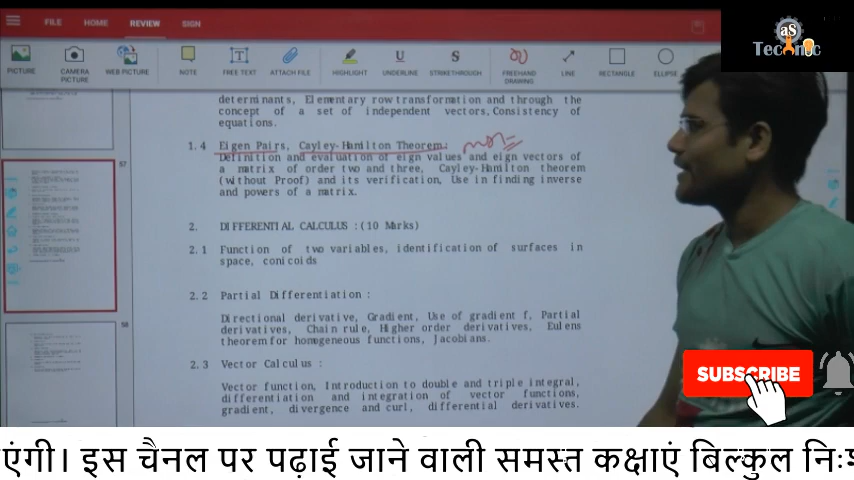 FILE HOME REVIEW SIGN
aS
Tecnic
PICTURE CAMERA PICTURE WEB PICTURE NOTE FREE TEXT ATTACH FILE HIGHLIGHT UNDERLINE STRIKETHROUGH FREEHAND DRAWING LINE RECTANGLE ELLIPSE
determinants, Elementary row transformation and through the
concept of a set of independent vectors, Consistency of
equations.
57
1.4 Eigen Pairs, Cayley-Hamilton Theorem:
Definition and evaluation of eign values and eign vectors of
a matrix of order two and three, Cayley-Hamilton theorem
(without Proof) and its verification, Use in finding inverse
and powers of a matrix.
2. DIFFERENTIAL CALCULUS : (10 Marks)
2.1 Function of two variables, identification of surfaces in
space, conicoids
2.2 Partial Differentiation :
Directional derivative, Gradient, Use of gradient f, Partial
derivatives, Chain rule, Higher order derivatives, Eulens
theorem for homogeneous functions, Jacobians.
58
2.3 Vector Calculus :
Vector function, Introduction to double and triple integral,
differentiation and integration of vector functions,
gradient, divergence and curl, differential derivatives.
SUBSCRIBE
एंगी। इस चैनल पर पढ़ाई जाने वाली समस्त कक्षाएं बिल्कुल निःश